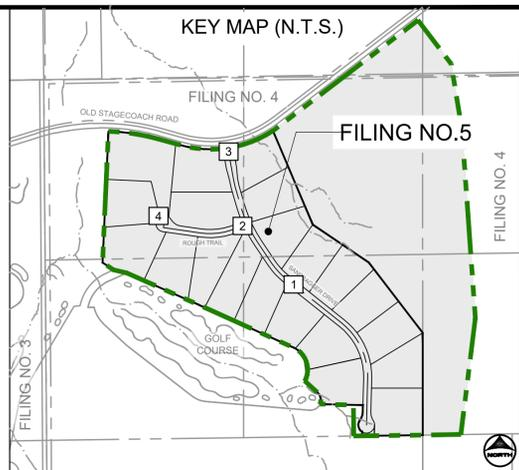 KEY MAP (N.T.S.)
FILING NO. 4
OLD STAGECOACH ROAD
FILING NO.5
3
4
2
ROUGH TRAIL
1
FILING NO. 4
GOLF
COURSE
FILING NO. 3
NORTH